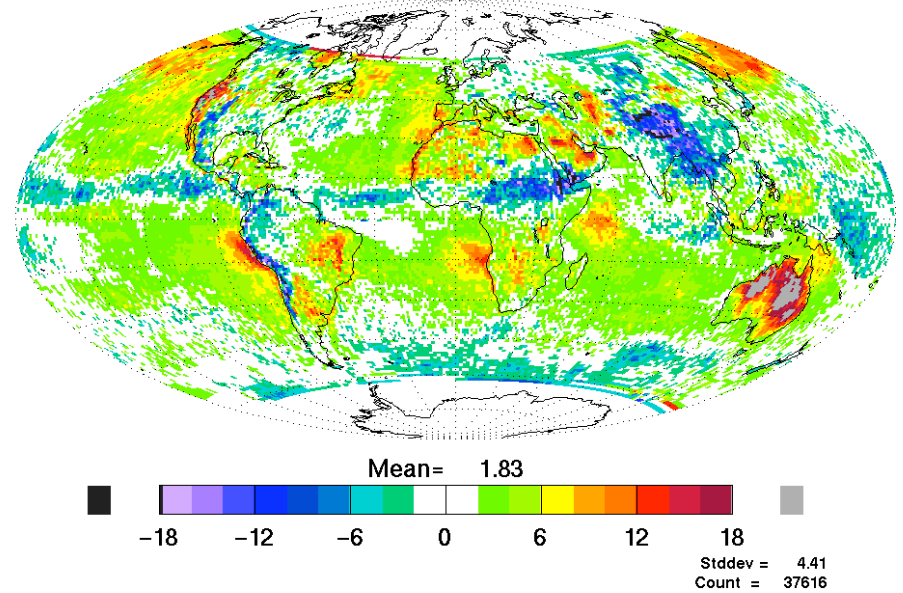 Mean= 1.83
−18 −12 −6 0 6 12 18
Stddev = 4.41
Count = 37616